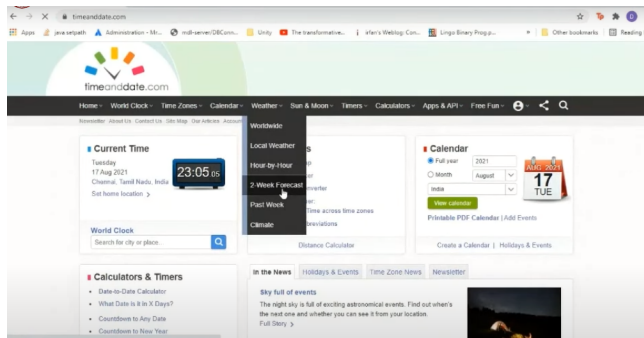 timeanddate.com
Apps java setpath Administration - Mi... mdl-server/DBConn... Unity The transformative... irfan's Weblog: Con... Lingo Binary Prog.p... » Other bookmarks Reading
timeanddate.com
Home World Clock Time Zones Calendar Weather Sun & Moon Timers Calculators Apps & API Free Fun
Newsletter About Us Contact Us Site Map Our Articles Account
Worldwide
Local Weather
Hour-by-Hour
2-Week Forecast
Past Week
Climate
Current Time
Tuesday
17 Aug 2021
Chennai, Tamil Nadu, India
Set home location >
23:05 05
World Clock
Search for city or place...
Time across time zones
Distance Calculator
Calendar
Full year 2021
Month August
India
View calendar
AUG 2021
17
TUE
Printable PDF Calendar | Add Events
Create a Calendar | Holidays & Events
Calculators & Timers
Date-to-Date Calculator
What Date is it in X Days?
Countdown to Any Date
Countdown to New Year
In the News Holidays & Events Time Zone News Newsletter
Sky full of events
The night sky is full of exciting astronomical events. Find out when's
the next one and whether you can see it from your location.
Full Story >